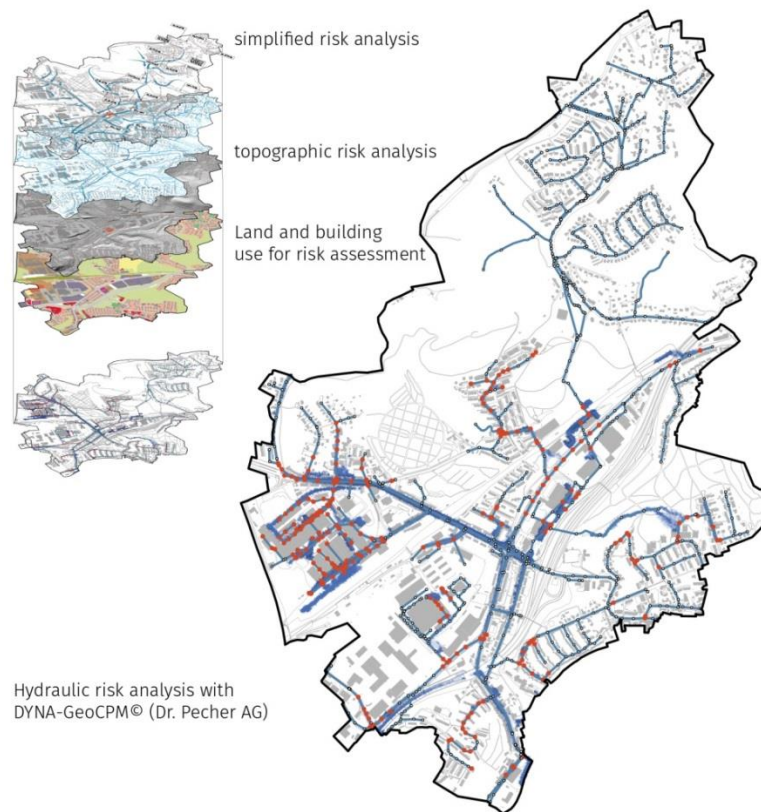 simplified risk analysis
topographic risk analysis
Land and building
use for risk assessment
Hydraulic risk analysis with
DYNA-GeoCPM© (Dr. Pecher AG)